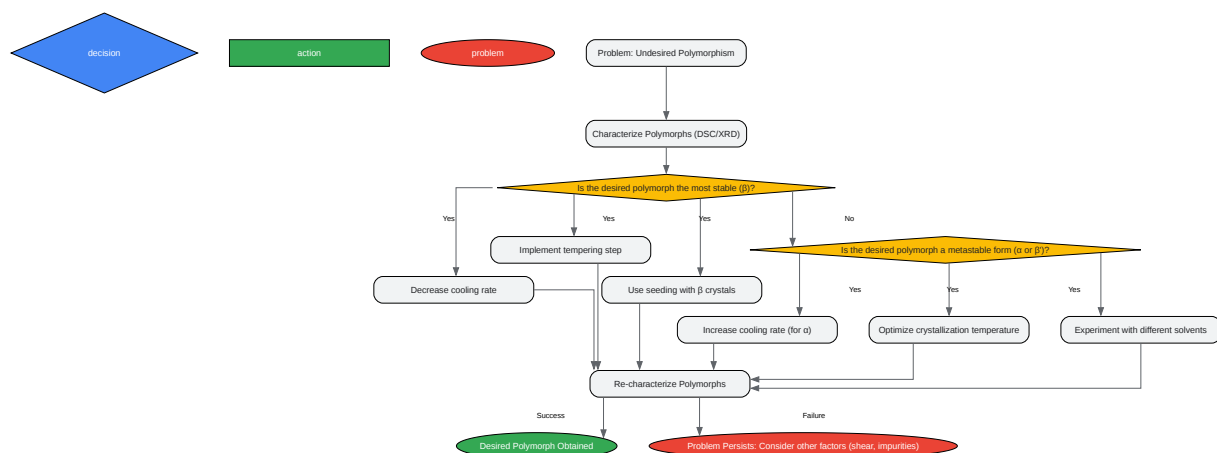 decision
action
problem
Problem: Undesired Polymorphism
Characterize Polymorphs (DSC/XRD)
Is the desired polymorph the most stable (β)?
Yes
Yes
Yes
No
Implement tempering step
Is the desired polymorph a metastable form (α or β')?
Decrease cooling rate
Use seeding with β crystals
Yes
Yes
Yes
Increase cooling rate (for α)
Optimize crystallization temperature
Experiment with different solvents
Re-characterize Polymorphs
Success
Failure
Desired Polymorph Obtained
Problem Persists: Consider other factors (shear, impurities)